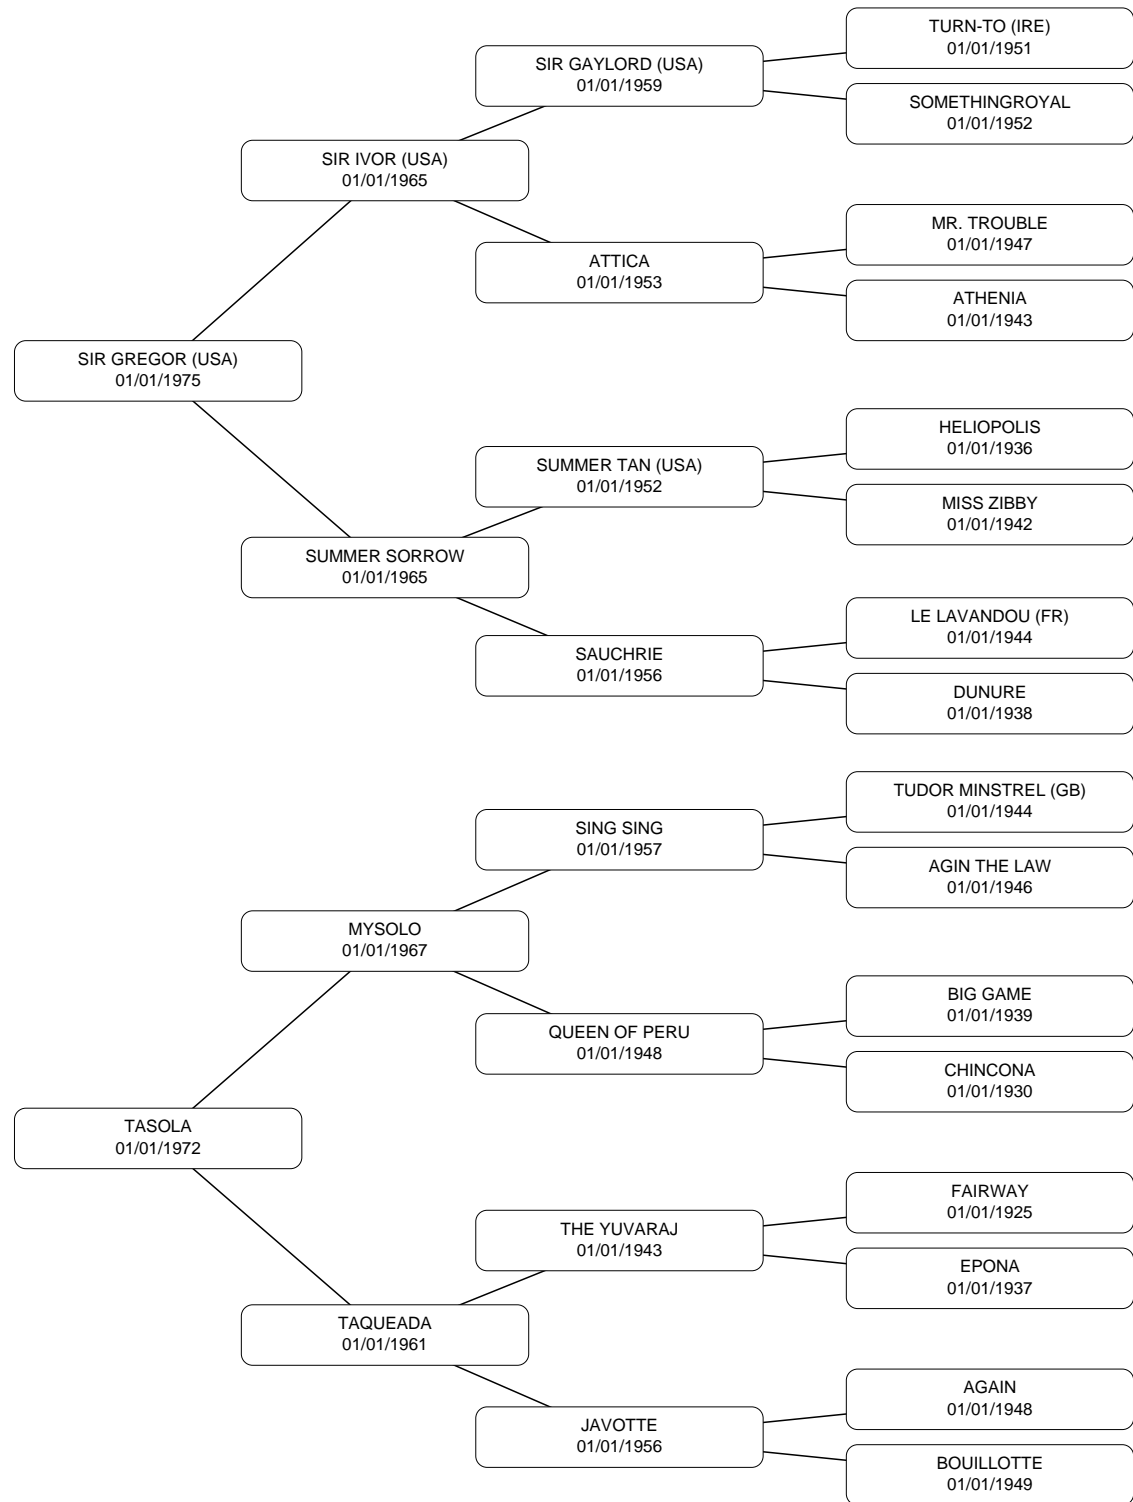 TURN-TO (IRE)
01/01/1951
SIR GAYLORD (USA)
01/01/1959
SOMETHINGROYAL
01/01/1952
SIR IVOR (USA)
01/01/1965
MR. TROUBLE
01/01/1947
ATTICA
01/01/1953
ATHENIA
01/01/1943
SIR GREGOR (USA)
01/01/1975
HELIOPOLIS
01/01/1936
SUMMER TAN (USA)
01/01/1952
MISS ZIBBY
01/01/1942
SUMMER SORROW
01/01/1965
LE LAVANDOU (FR)
01/01/1944
SAUCHRIE
01/01/1956
DUNURE
01/01/1938
TUDOR MINSTREL (GB)
01/01/1944
SING SING
01/01/1957
AGIN THE LAW
01/01/1946
MYSOLO
01/01/1967
BIG GAME
01/01/1939
QUEEN OF PERU
01/01/1948
CHINCONA
01/01/1930
TASOLA
01/01/1972
FAIRWAY
01/01/1925
THE YUVARAJ
01/01/1943
EPONA
01/01/1937
TAQUEADA
01/01/1961
AGAIN
01/01/1948
JAVOTTE
01/01/1956
BOUILLOTTE
01/01/1949